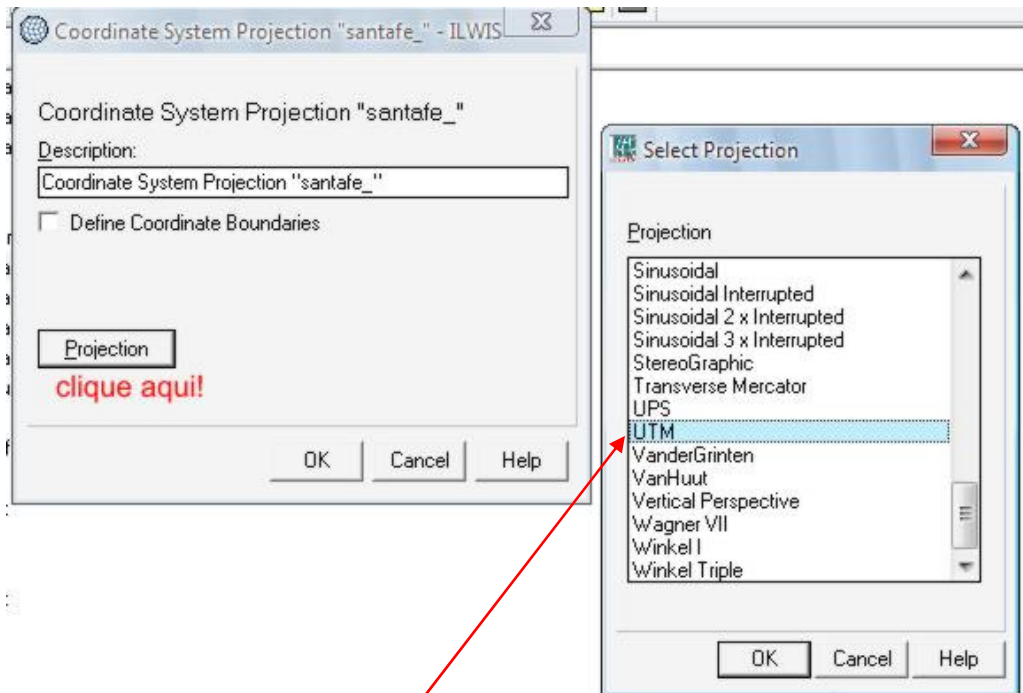 Coordinate System Projection "santafe_" - ILWIS
Coordinate System Projection "santafe_"
Description:
Coordinate System Projection "santafe_"
Define Coordinate Boundaries
Projection
clique aqui!
OK Cancel Help
Select Projection
Projection
Sinusoidal
Sinusoidal Interrupted
Sinusoidal 2 x Interrupted
Sinusoidal 3 x Interrupted
StereoGraphic
Transverse Mercator
UPS
UTM
VanderGrinten
VanHuut
Vertical Perspective
Wagner VII
Winkel I
Winkel Triple
OK Cancel Help